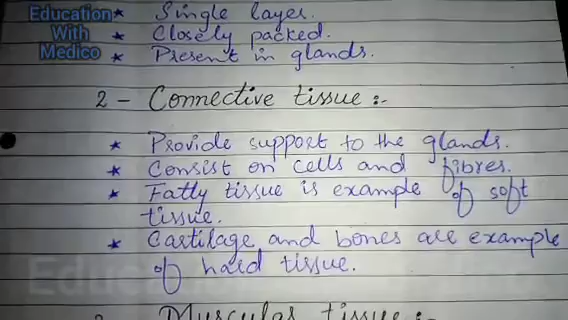 Education
With
Medico
* Single layer.
* Closely packed.
* Present in glands.
2 - Connective tissue :-
* Provide support to the glands.
* Consist on cells and fibres.
* Fatty tissue is example of soft
tissue.
* Cartilage and bones are example
of hard tissue.
Muscular tissue :-